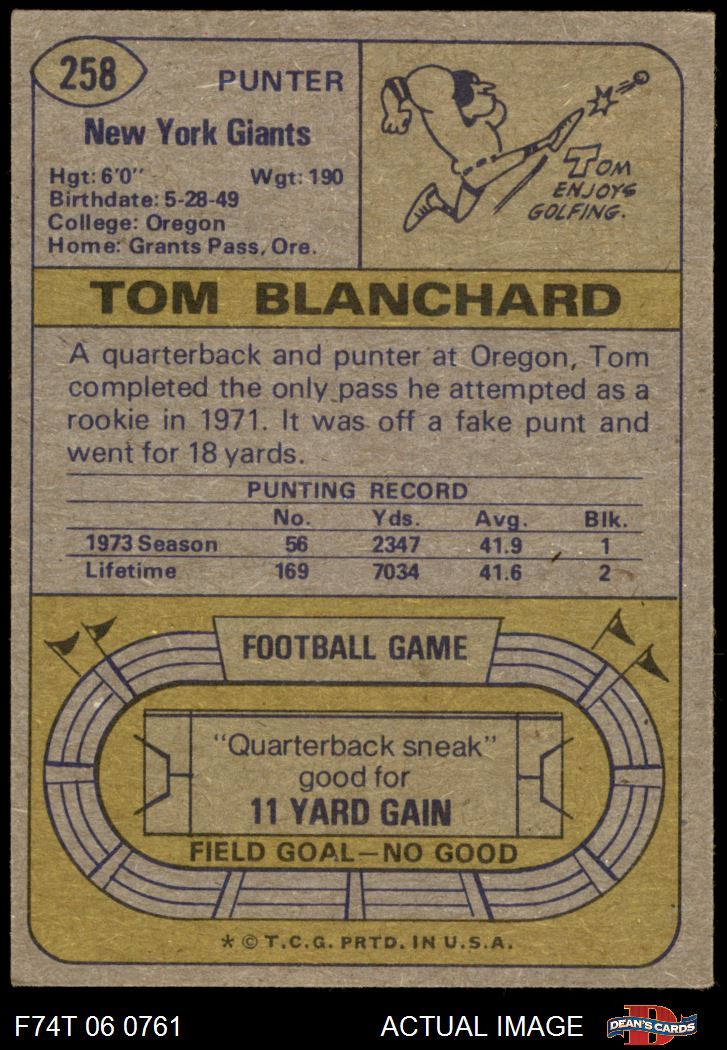 258
PUNTER
New York Giants
Hgt: 6'0" Wgt: 190
Birthdate: 5-28-49
College: Oregon
Home: Grants Pass, Ore.
TOM
ENJOYS
GOLFING.
TOM BLANCHARD
A quarterback and punter at Oregon, Tom
completed the only pass he attempted as a
rookie in 1971. It was off a fake punt and
went for 18 yards.
PUNTING RECORD
No. Yds. Avg. Blk.
1973 Season 56 2347 41.9 1
Lifetime 169 7034 41.6 2
FOOTBALL GAME
"Quarterback sneak"
good for
11 YARD GAIN
FIELD GOAL—NO GOOD
* © T.C.G. PRTD. IN U.S.A.
F74T 06 0761 ACTUAL IMAGE DEAN'S CARDS